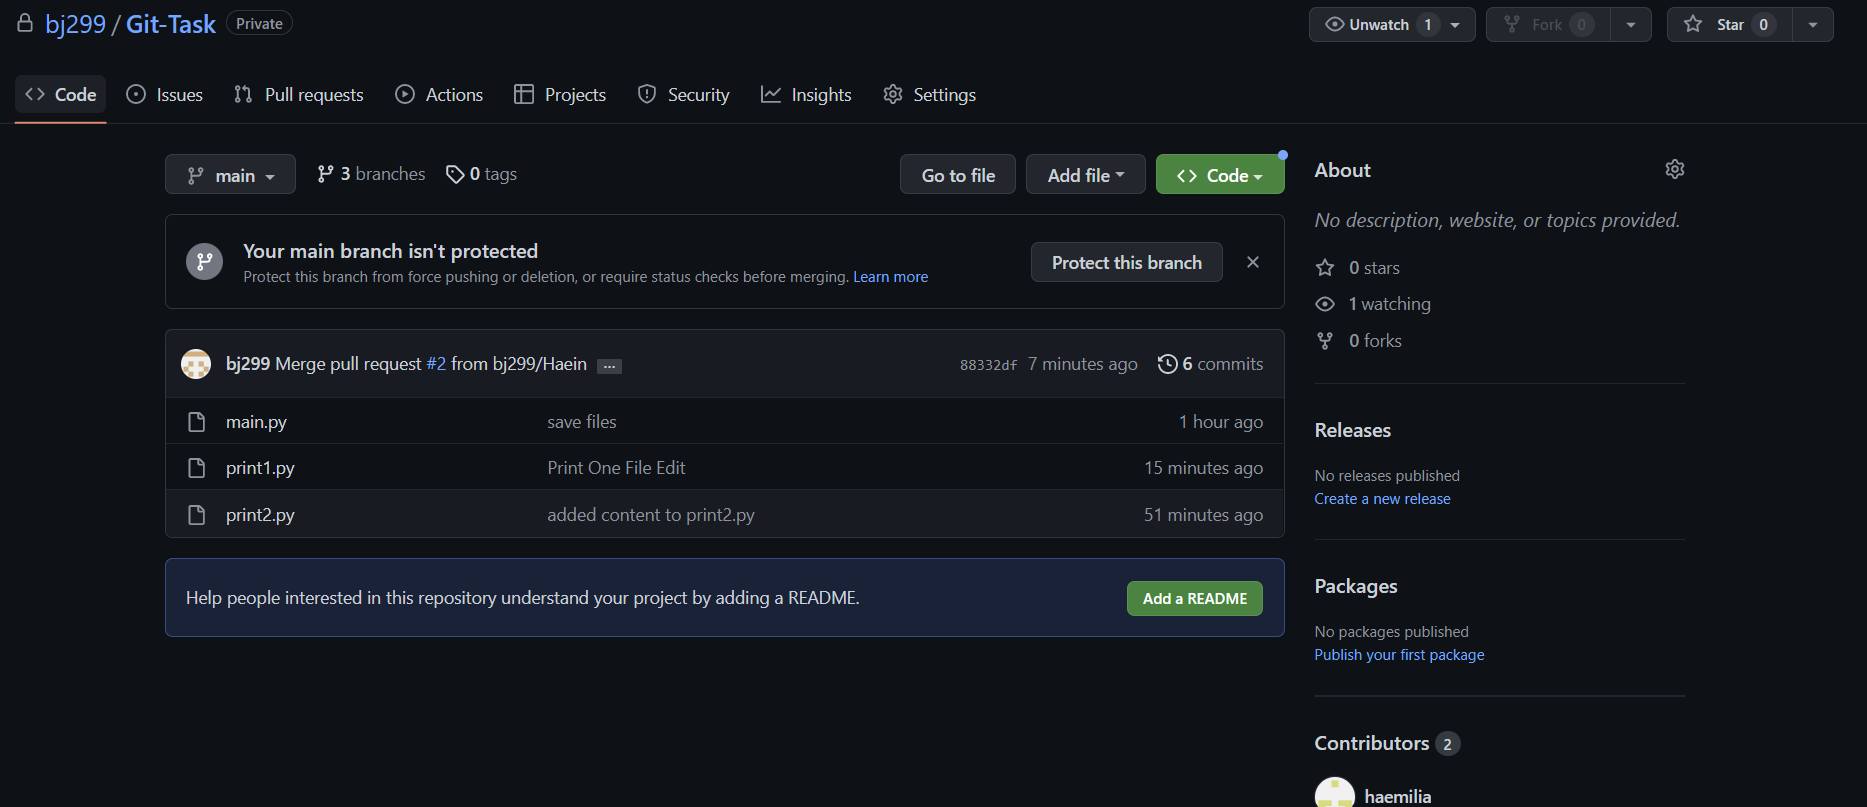 bj299 / Git-Task Private
Unwatch 1
Fork 0
Star 0
Code
Issues
Pull requests
Actions
Projects
Security
Insights
Settings
main
3 branches
0 tags
Go to file
Add file
Code
Your main branch isn't protected
Protect this branch from force pushing or deletion, or require status checks before merging. Learn more
Protect this branch
bj299 Merge pull request #2 from bj299/Haein ...
88332df 7 minutes ago
6 commits
main.py save files 1 hour ago
print1.py Print One File Edit 15 minutes ago
print2.py added content to print2.py 51 minutes ago
Help people interested in this repository understand your project by adding a README.
Add a README
About
No description, website, or topics provided.
0 stars
1 watching
0 forks
Releases
No releases published
Create a new release
Packages
No packages published
Publish your first package
Contributors 2
haemilia